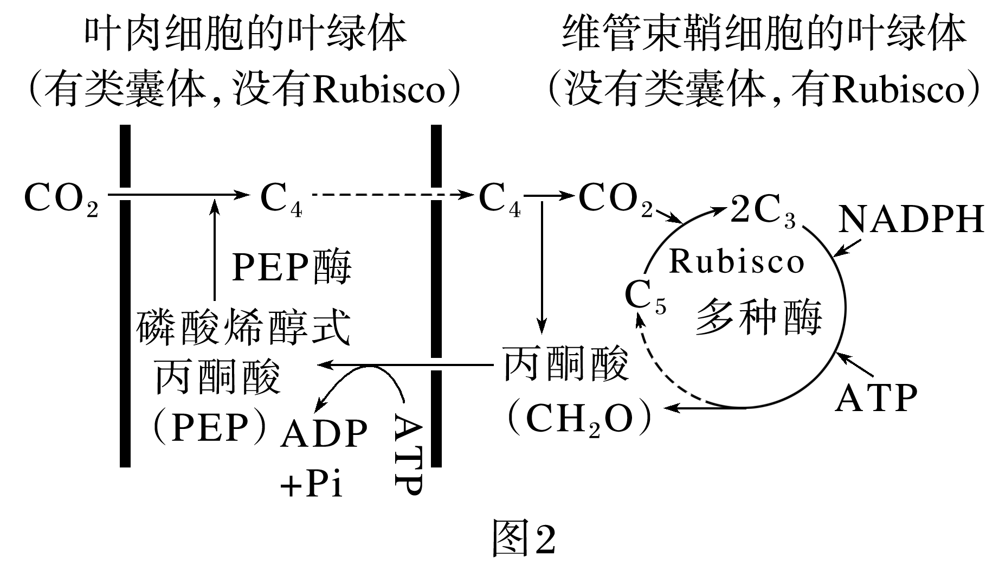 叶肉细胞的叶绿体
(有类囊体,没有Rubisco)
维管束鞘细胞的叶绿体
(没有类囊体,有Rubisco)
CO₂
C₄
C₄
CO₂
2C₃
NADPH
PEP酶
Rubisco
C₅
多种酶
磷酸烯醇式
丙酮酸
(PEP)
丙酮酸
(CH₂O)
ATP
ADP
+Pi
ATP
图2